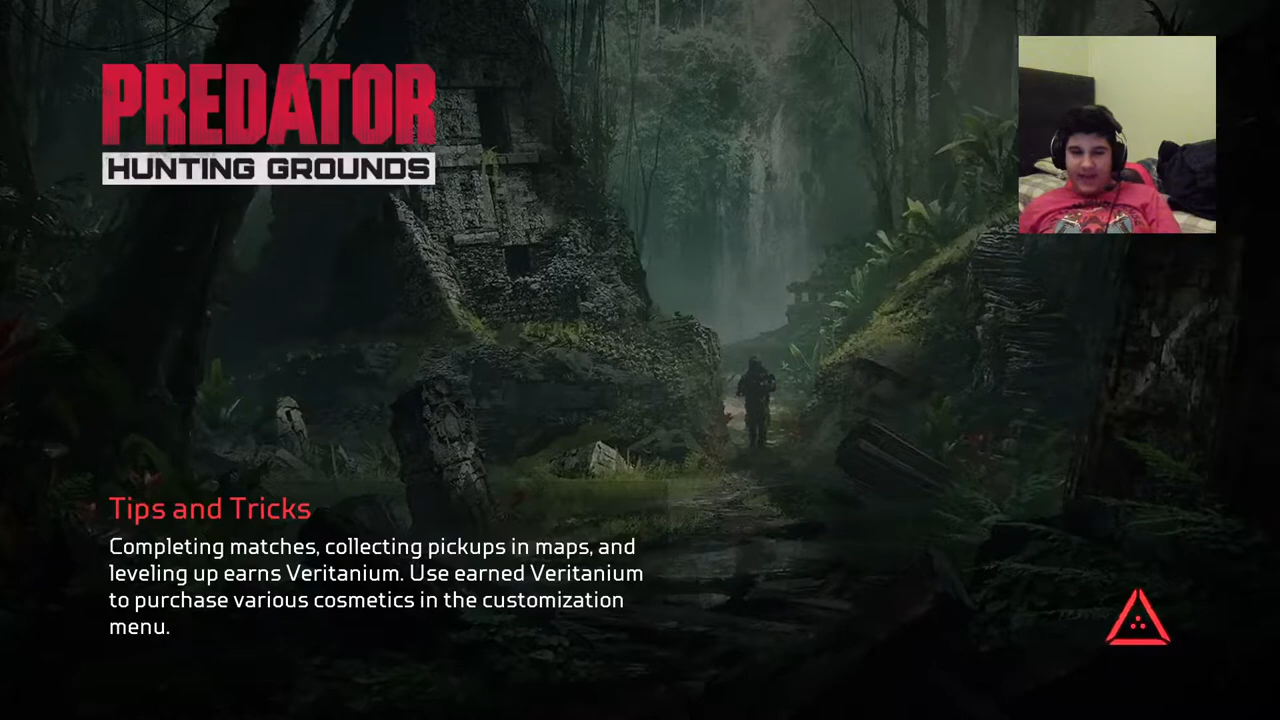 PREDATOR
HUNTING GROUNDS
Tips and Tricks
Completing matches, collecting pickups in maps, and
leveling up earns Veritanium. Use earned Veritanium
to purchase various cosmetics in the customization
menu.